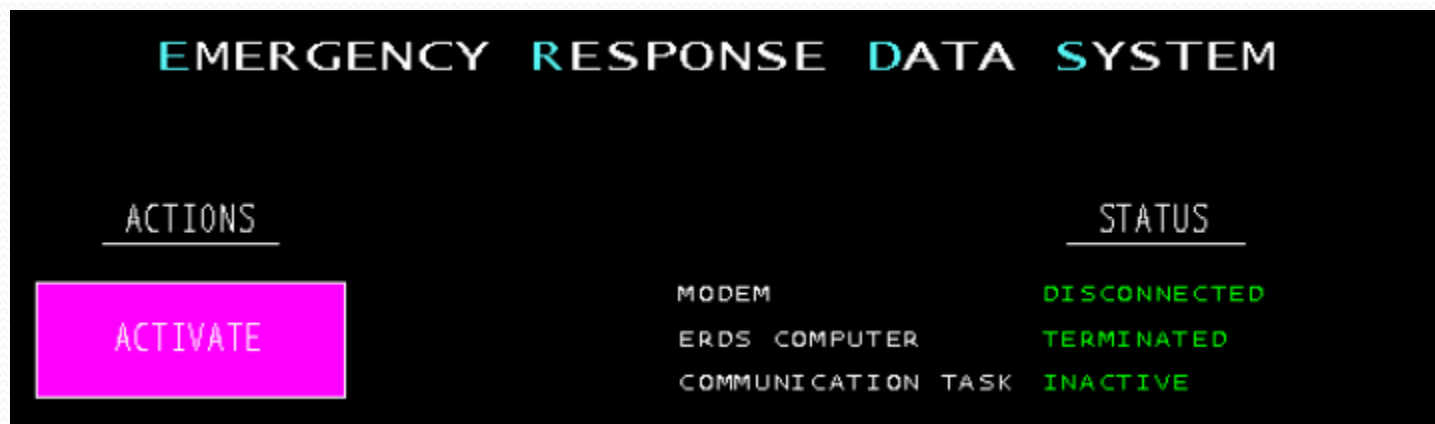 EMERGENCY RESPONSE DATA SYSTEM
ACTIONS
STATUS
ACTIVATE
MODEM DISCONNECTED
ERDS COMPUTER TERMINATED
COMMUNICATION TASK INACTIVE